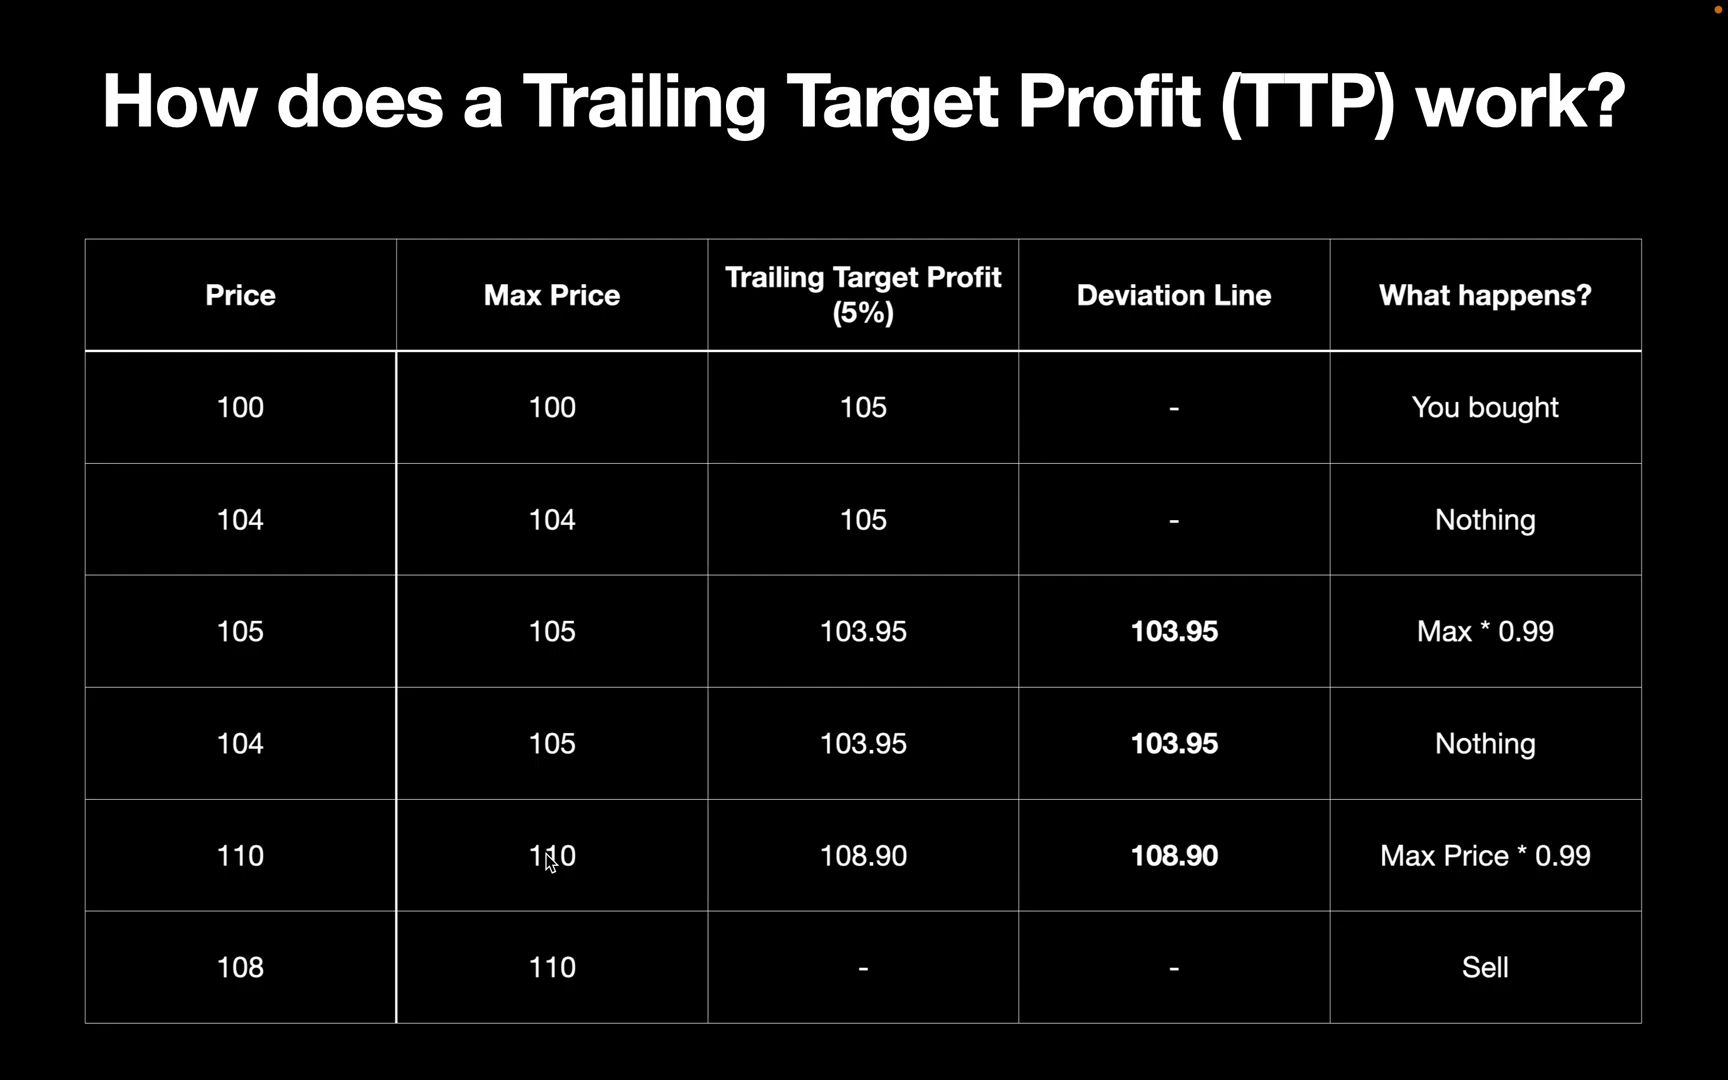 How does a Trailing Target Profit (TTP) work?
Price Max Price Trailing Target Profit (5%) Deviation Line What happens?
100 100 105 - You bought
104 104 105 - Nothing
105 105 103.95 103.95 Max * 0.99
104 105 103.95 103.95 Nothing
110 110 108.90 108.90 Max Price * 0.99
108 110 - - Sell